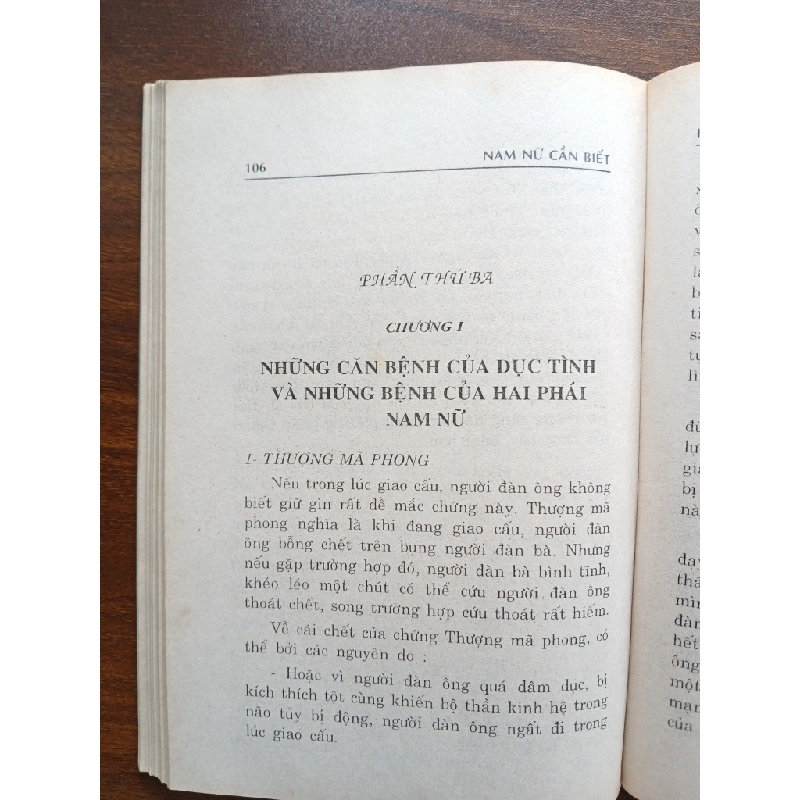 106
NAM NỮ CẦN BIẾT
PHẦN THỨ BA
CHƯƠNG I
NHỮNG CĂN BỆNH CỦA DỤC TÌNH
VÀ NHỮNG BỆNH CỦA HAI PHÁI
NAM NỮ
1- THƯỢNG MÃ PHONG
Nếu trong lúc giao cấu, người đàn ông không
biết giữ gìn rất dễ mắc chứng này. Thượng mã
phong nghĩa là khi đang giao cấu, người đàn
ông bỗng chết trên bụng người đàn bà. Nhưng
nếu gặp trường hợp đó, người đàn bà bình tĩnh,
khéo léo một chút có thể cứu người đàn ông
thoát chết, song trường hợp cứu thoát rất hiếm.
Về cái chết của chứng Thượng mã phong, có
thể bởi các nguyên do :
- Hoặc vì người đàn ông quá dâm dục, bị
kích thích tột cùng khiến bộ thần kinh hệ trong
não tủy bị động, người đàn ông ngất đi trong
lúc giao cấu.